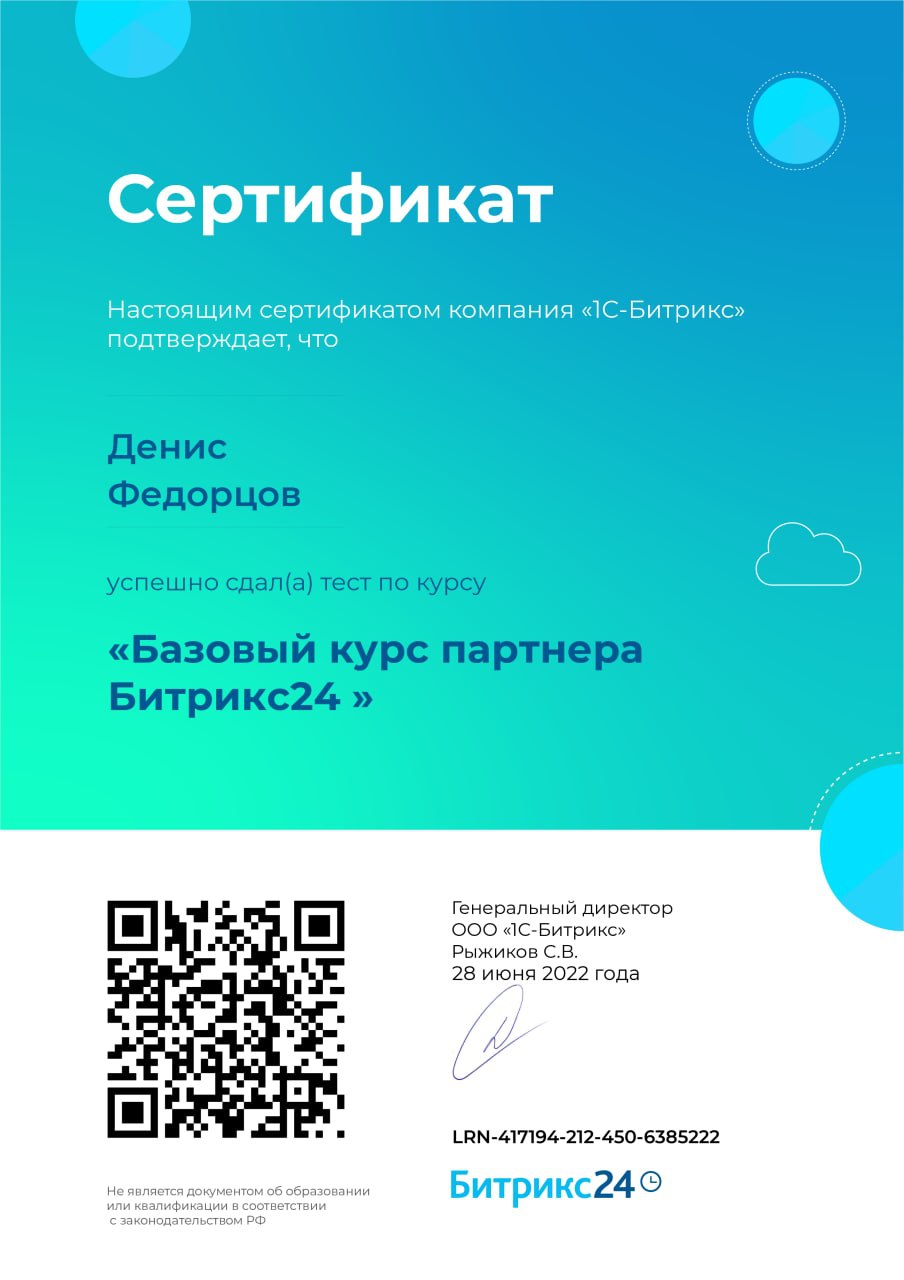 Сертификат
Настоящим сертификатом компания «1С-Битрикс»
подтверждает, что
Денис
Федорцов
успешно сдал(а) тест по курсу
«Базовый курс партнера
Битрикс24 »
Генеральный директор
ООО «1С-Битрикс»
Рыжиков С.В.
28 июня 2022 года
LRN-417194-212-450-6385222
Битрикс24
Не является документом об образовании
или квалификации в соответствии
с законодательством РФ